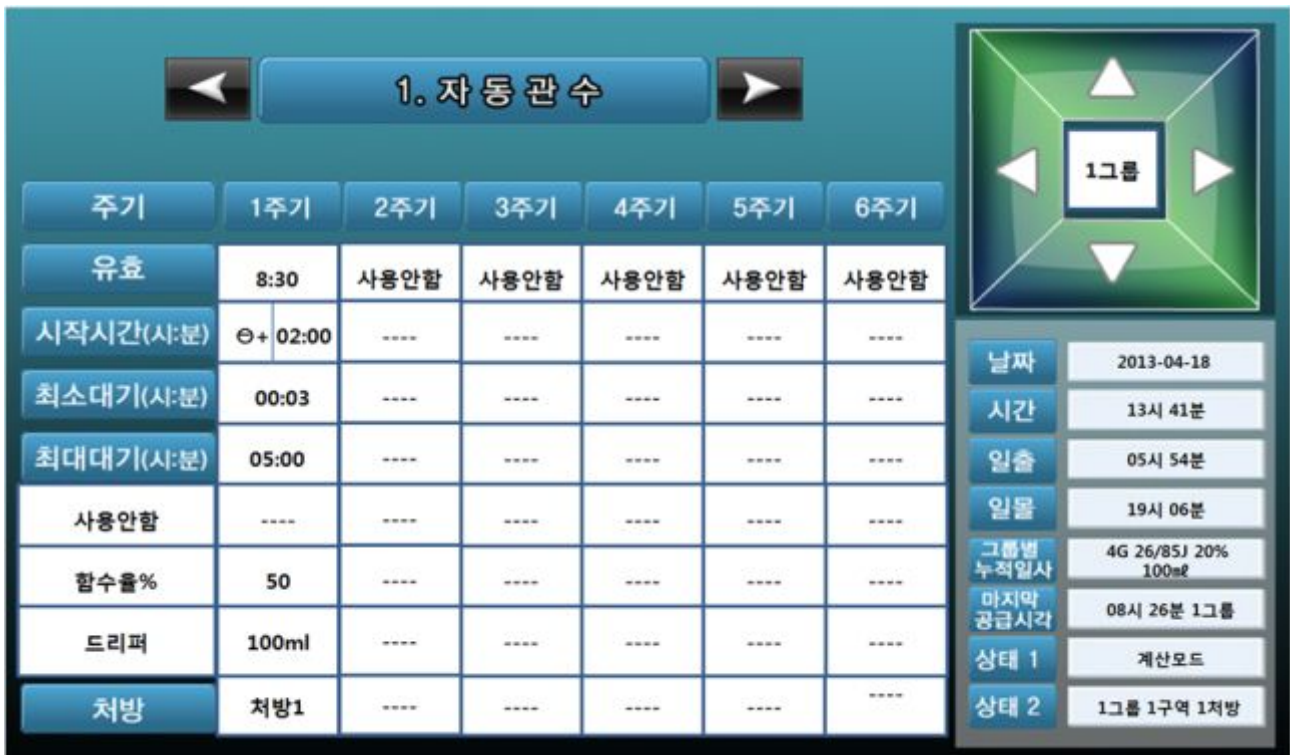 1. 자동관수
1그룹
주기 1주기 2주기 3주기 4주기 5주기 6주기
유효 8:30 사용안함 사용안함 사용안함 사용안함 사용안함
시작시간(시:분) + 02:00 ---- ---- ---- ---- ----
최소대기(시:분) 00:03 ---- ---- ---- ---- ----
최대대기(시:분) 05:00 ---- ---- ---- ---- ----
사용안함 ---- ---- ---- ---- ---- ----
함수율% 50 ---- ---- ---- ---- ----
드리퍼 100ml ---- ---- ---- ---- ----
처방 처방1 ---- ---- ---- ---- ----
날짜 2013-04-18
시간 13시 41분
일출 05시 54분
일몰 19시 06분
그룹별
누적일사
4G 26/85J 20%
100㎖
마지막
공급시각
08시 26분 1그룹
상태 1 계산모드
상태 2 1그룹 1구역 1처방